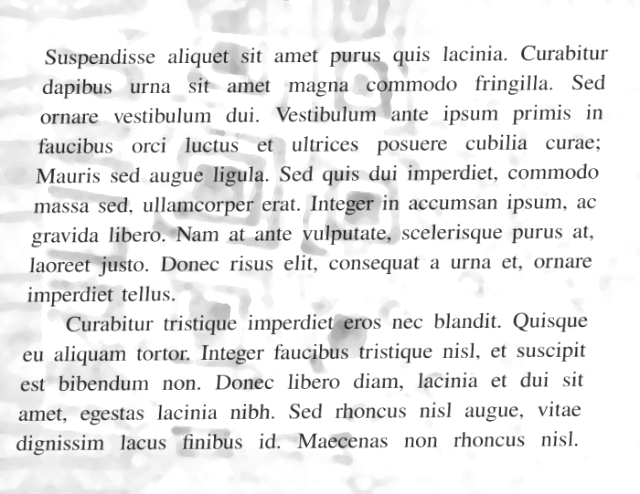 Suspendisse aliquet sit amet purus quis lacinia. Curabitur
dapibus urna sit amet magna commodo fringilla. Sed
ornare vestibulum dui. Vestibulum ante ipsum primis in
faucibus orci luctus et ultrices posuere cubilia curae;
Mauris sed augue ligula. Sed quis dui imperdiet, commodo
massa sed, ullamcorper erat. Integer in accumsan ipsum, ac
gravida libero. Nam at ante vulputate, scelerisque purus at,
laoreet justo. Donec risus elit, consequat a urna et, ornare
imperdiet tellus.
Curabitur tristique imperdiet eros nec blandit. Quisque
eu aliquam tortor. Integer faucibus tristique nisl, et suscipit
est bibendum non. Donec libero diam, lacinia et dui sit
amet, egestas lacinia nibh. Sed rhoncus nisl augue, vitae
dignissim lacus finibus id. Maecenas non rhoncus nisl.